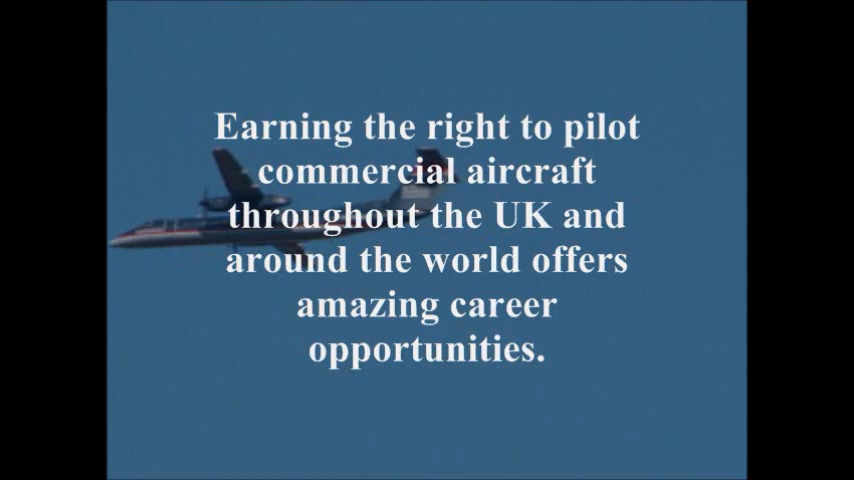 Earning the right to pilot
commercial aircraft
throughout the UK and
around the world offers
amazing career
opportunities.